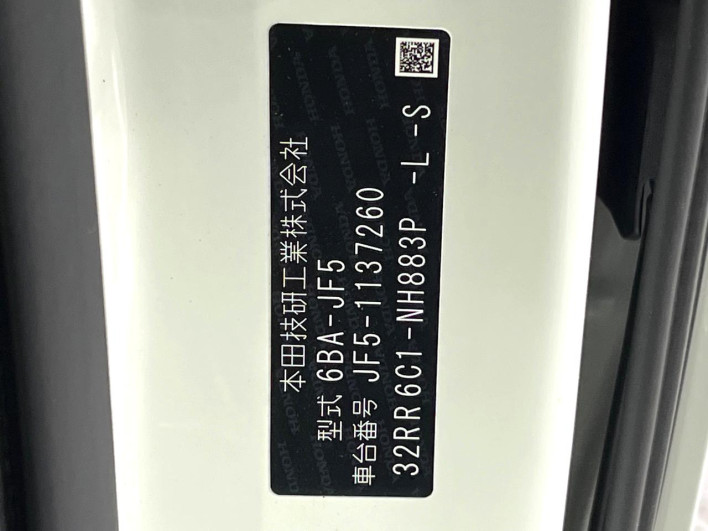 本田技研工業株式会社
型式 6BA-JF5
車台番号 JF5-1137260
32RR6C1-NH883P -L -S